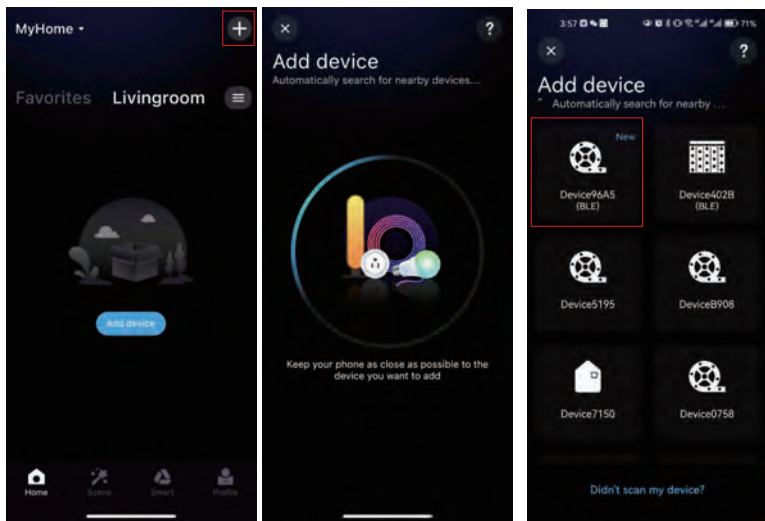 MyHome
Favorites Livingroom
Add device
Home Scene Smart Profile
?
Add device
Automatically search for nearby devices...
Keep your phone as close as possible to the
device you want to add
3:57 71%
?
Add device
Automatically search for nearby ...
New
Device96A5
(BLE)
Device402B
(BLE)
Device5195
DeviceB908
Device7150
Device0758
Didn't scan my device?